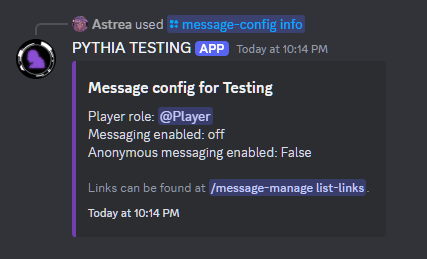 Astrea used message-config info
PYTHIA TESTING APP Today at 10:14 PM
Message config for Testing
Player role: @Player
Messaging enabled: off
Anonymous messaging enabled: False
Links can be found at /message-manage list-links.
Today at 10:14 PM